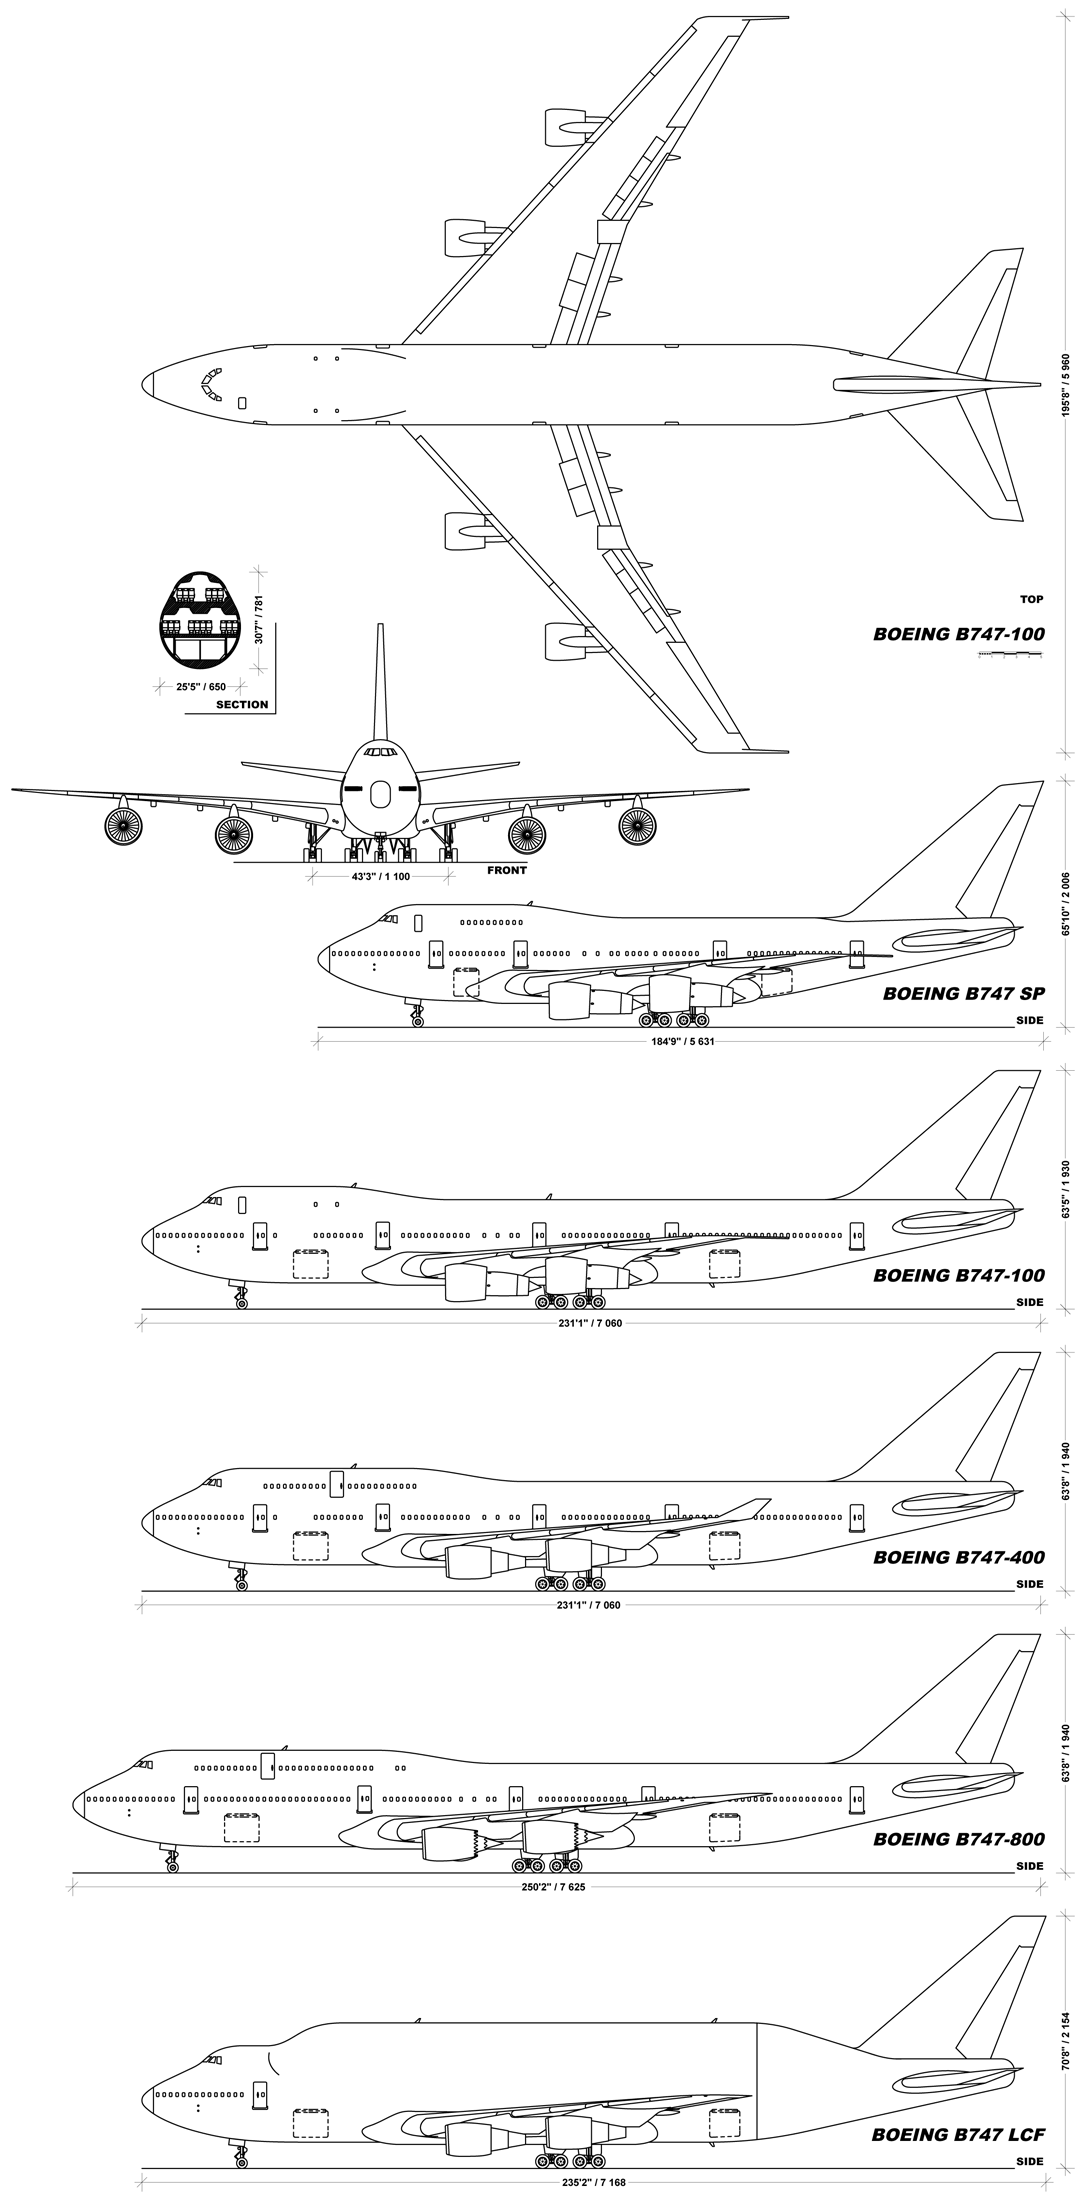 195'8" / 5 960
TOP
BOEING B747-100
30'7" / 781
25'5" / 650
SECTION
FRONT
43'3" / 1 100
65'10" / 2 006
BOEING B747 SP
SIDE
184'9" / 5 631
63'5" / 1 930
BOEING B747-100
SIDE
231'1" / 7 060
63'8" / 1 940
BOEING B747-400
SIDE
231'1" / 7 060
63'8" / 1 940
BOEING B747-800
SIDE
250'2" / 7 625
70'8" / 2 154
BOEING B747 LCF
SIDE
235'2" / 7 168